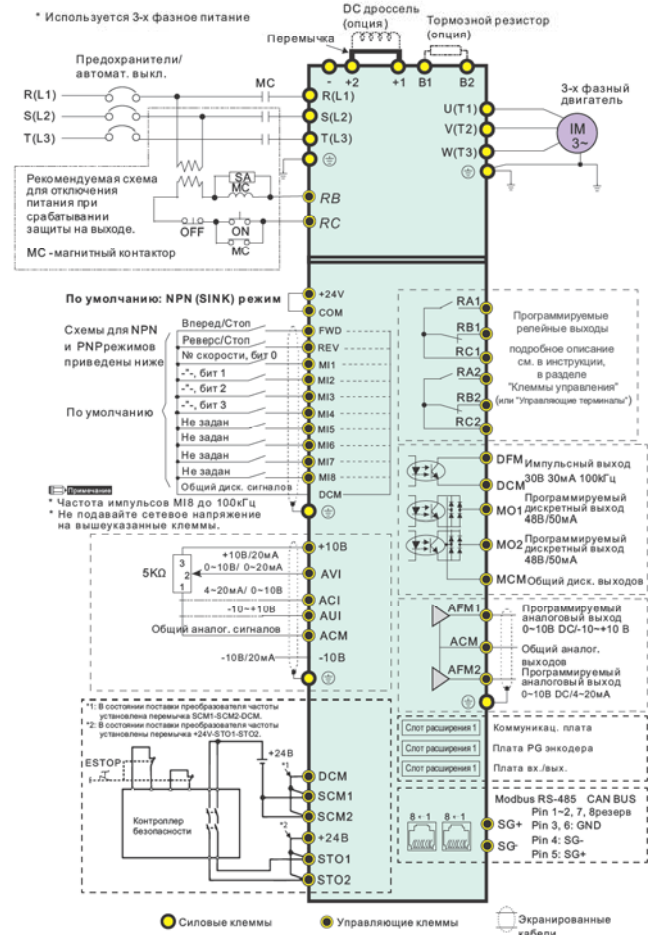 * Используется 3-х фазное питание
DC дроссель
(опция)
Тормозной резистор
(опция)
Перемычка
Предохранители/
автомат. выкл.
MC
- +2 +1 B1 B2
3-х фазный
двигатель
R(L1)
S(L2)
T(L3)
R(L1)
S(L2)
T(L3)
U(T1)
V(T2)
W(T3)
IM
3~
Рекомендуемая схема
для отключения
питания при
срабатывании
защиты на выходе.
MC -магнитный контактор
SA
MC
OFF
ON
MC
RB
RC
По умолчанию: NPN (SINK) режим
Схемы для NPN
и PNPрежимов
приведены ниже
По умолчанию
Вперед/Стоп
Реверс/Стоп
№ скорости, бит 0
-"-, бит 1
-"-, бит 2
-"-, бит 3
Не задан
Не задан
Не задан
Не задан
Общий диск. сигналов
+24V
COM
FWD
REV
MI1
MI2
MI3
MI4
MI5
MI6
MI7
MI8
DCM
Примечание
* Частота импульсов MI8 до 100кГц
* Не подавайте сетевое напряжение
на вышеуказанные клеммы.
RA1
RB1
RC1
RA2
RB2
RC2
Программируемые
релейные выходы
подробное описание
см. в инструкции,
в разделе
"Клеммы управления"
(или "Управляющие терминалы")
DFM
DCM
MO1
MO2
MCM
Импульсный выход
30В 30мА 100кГц
Программируемый
дискретный выход
48В/50мА
Программируемый
дискретный выход
48В/50мА
Общий диск. выходов
5KΩ
3
2
1
+10В/20мА
0~10В/ 0~20мА
4~20мА/ 0~10В
-10~+10В
Общий аналог. сигналов
-10В/20мА
+10В
AVI
ACI
AUI
ACM
-10В
AFM1
ACM
AFM2
Программируемый
аналоговый выход
0~10В DC/-10~+10 В
Общий аналог.
выходов
Программируемый
аналоговый выход
0~10В DC/4~20мА
*1: В состоянии поставки преобразователя частоты
установлена перемычка SCM1-SCM2-DCM.
*2: В состоянии поставки преобразователя частоты
установлены перемычка +24V-STO1-STO2.
ESTOP
Контроллер
безопасности
+24В
*1
*2
DCM
SCM1
SCM2
+24В
STO1
STO2
Слот расширения 1
Коммуникац. плата
Слот расширения 1
Плата PG энкодера
Слот расширения 1
Плата вх./вых.
8 ‹ 1
8 ‹ 1
SG+
SG-
Modbus RS-485 CAN BUS
Pin 1~2, 7, 8резерв
Pin 3, 6: GND
Pin 4: SG-
Pin 5: SG+
Силовые клеммы
Управляющие клеммы
Экранированные
кабели